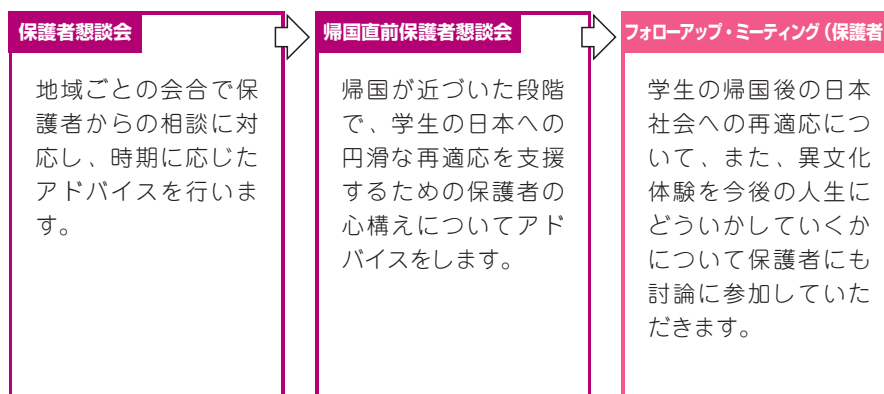 保護者懇談会
地域ごとの会合で保
護者からの相談に対
応し、時期に応じた
アドバイスを行いま
す。
帰国直前保護者懇談会
帰国が近づいた段階
で、学生の日本への
円滑な再適応を支援
するための保護者の
心構えについてアド
バイスをします。
フォローアップ・ミーティング（保護者
学生の帰国後の日本
社会への再適応につ
いて、また、異文化
体験を今後の人生に
どういかしていくか
について保護者にも
討論に参加していた
だきます。